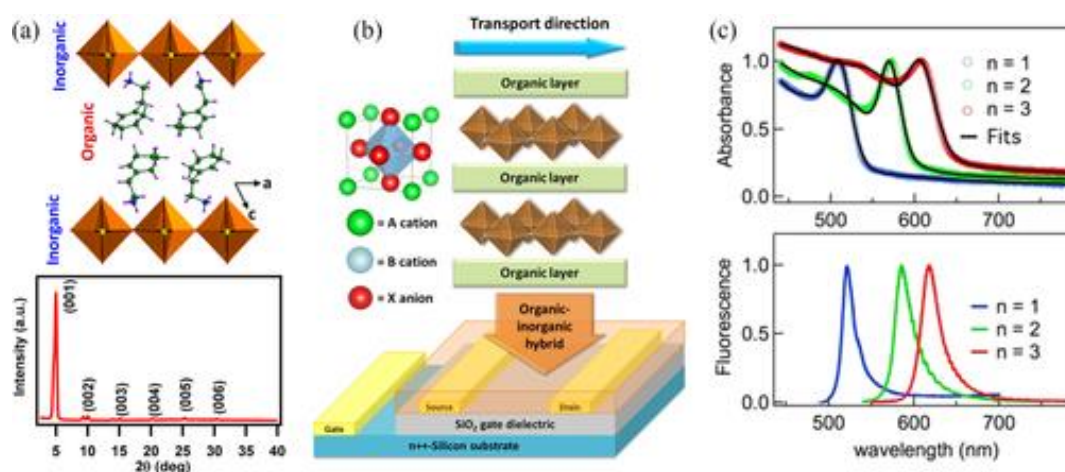 (a)
Inorganic
Organic
Inorganic
a
c
Intensity (a.u.)
(001)
(002)
(003)
(004)
(005)
(006)
5 10 15 20 25 30 35 40
2θ (deg)
(b)
Transport direction
Organic layer
Organic layer
Organic layer
= A cation
= B cation
= X anion
Organic-
inorganic
hybrid
Gate
Source
Drain
SiO₂ gate dielectric
n++-Silicon substrate
(c)
Absorbance
1.0
0.5
0.0
n = 1
n = 2
n = 3
Fits
500 600 700
Fluorescence
1.0
0.5
0.0
n = 1
n = 2
n = 3
500 600 700
wavelength (nm)